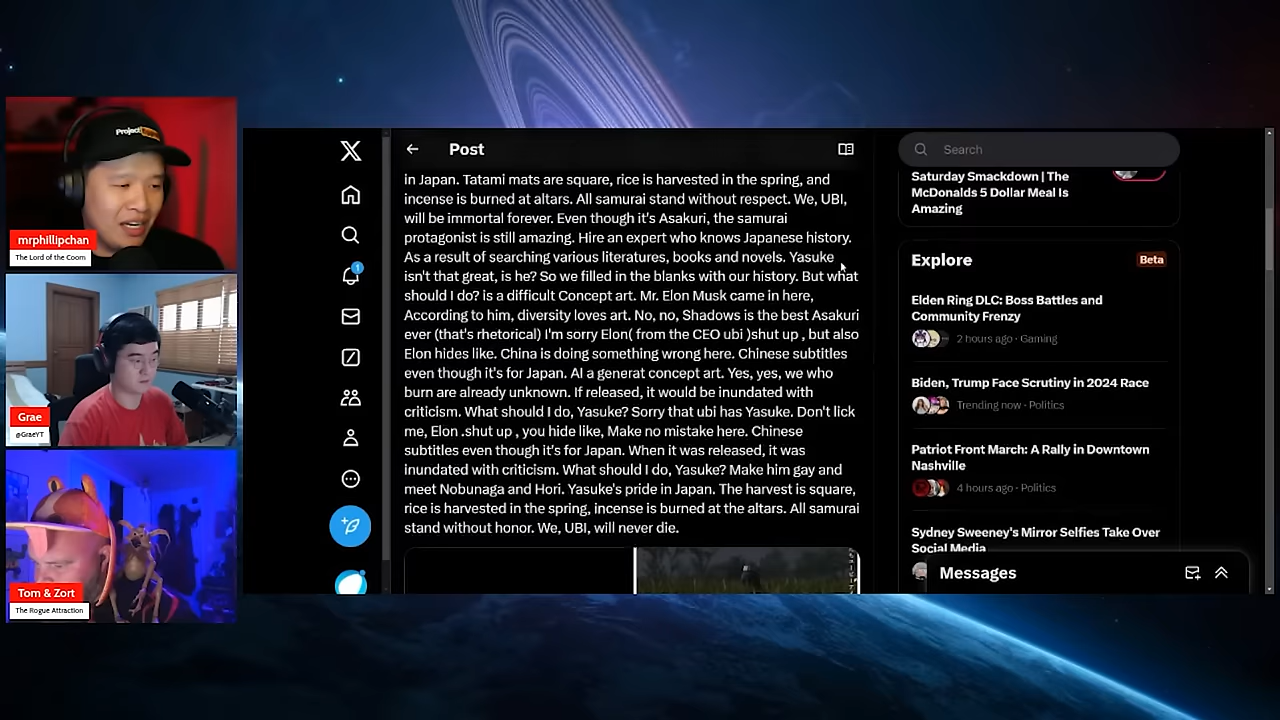 Project
mrphillipchan
The Lord of the Coom
Grae
@GraeYT
Tom & Zort
The Rogue Attraction
Post
in Japan. Tatami mats are square, rice is harvested in the spring, and
incense is burned at altars. All samurai stand without respect. We, UBI,
will be immortal forever. Even though it's Asakuri, the samurai
protagonist is still amazing. Hire an expert who knows Japanese history.
As a result of searching various literatures, books and novels. Yasuke
isn't that great, is he? So we filled in the blanks with our history. But what
should I do? is a difficult Concept art. Mr. Elon Musk came in here,
According to him, diversity loves art. No, no, Shadows is the best Asakuri
ever (that's rhetorical) I'm sorry Elon( from the CEO ubi )shut up , but also
Elon hides like. China is doing something wrong here. Chinese subtitles
even though it's for Japan. AI a generat concept art. Yes, yes, we who
burn are already unknown. If released, it would be inundated with
criticism. What should I do, Yasuke? Sorry that ubi has Yasuke. Don't lick
me, Elon .shut up , you hide like, Make no mistake here. Chinese
subtitles even though it's for Japan. When it was released, it was
inundated with criticism. What should I do, Yasuke? Make him gay and
meet Nobunaga and Hori. Yasuke's pride in Japan. The harvest is square,
rice is harvested in the spring, incense is burned at the altars. All samurai
stand without honor. We, UBI, will never die.
Search
Saturday Smackdown | The
McDonalds 5 Dollar Meal Is
Amazing
Explore
Beta
Elden Ring DLC: Boss Battles and
Community Frenzy
2 hours ago · Gaming
Biden, Trump Face Scrutiny in 2024 Race
Trending now · Politics
Patriot Front March: A Rally in Downtown
Nashville
4 hours ago · Politics
Sydney Sweeney's Mirror Selfies Take Over
Social Media
Messages
1